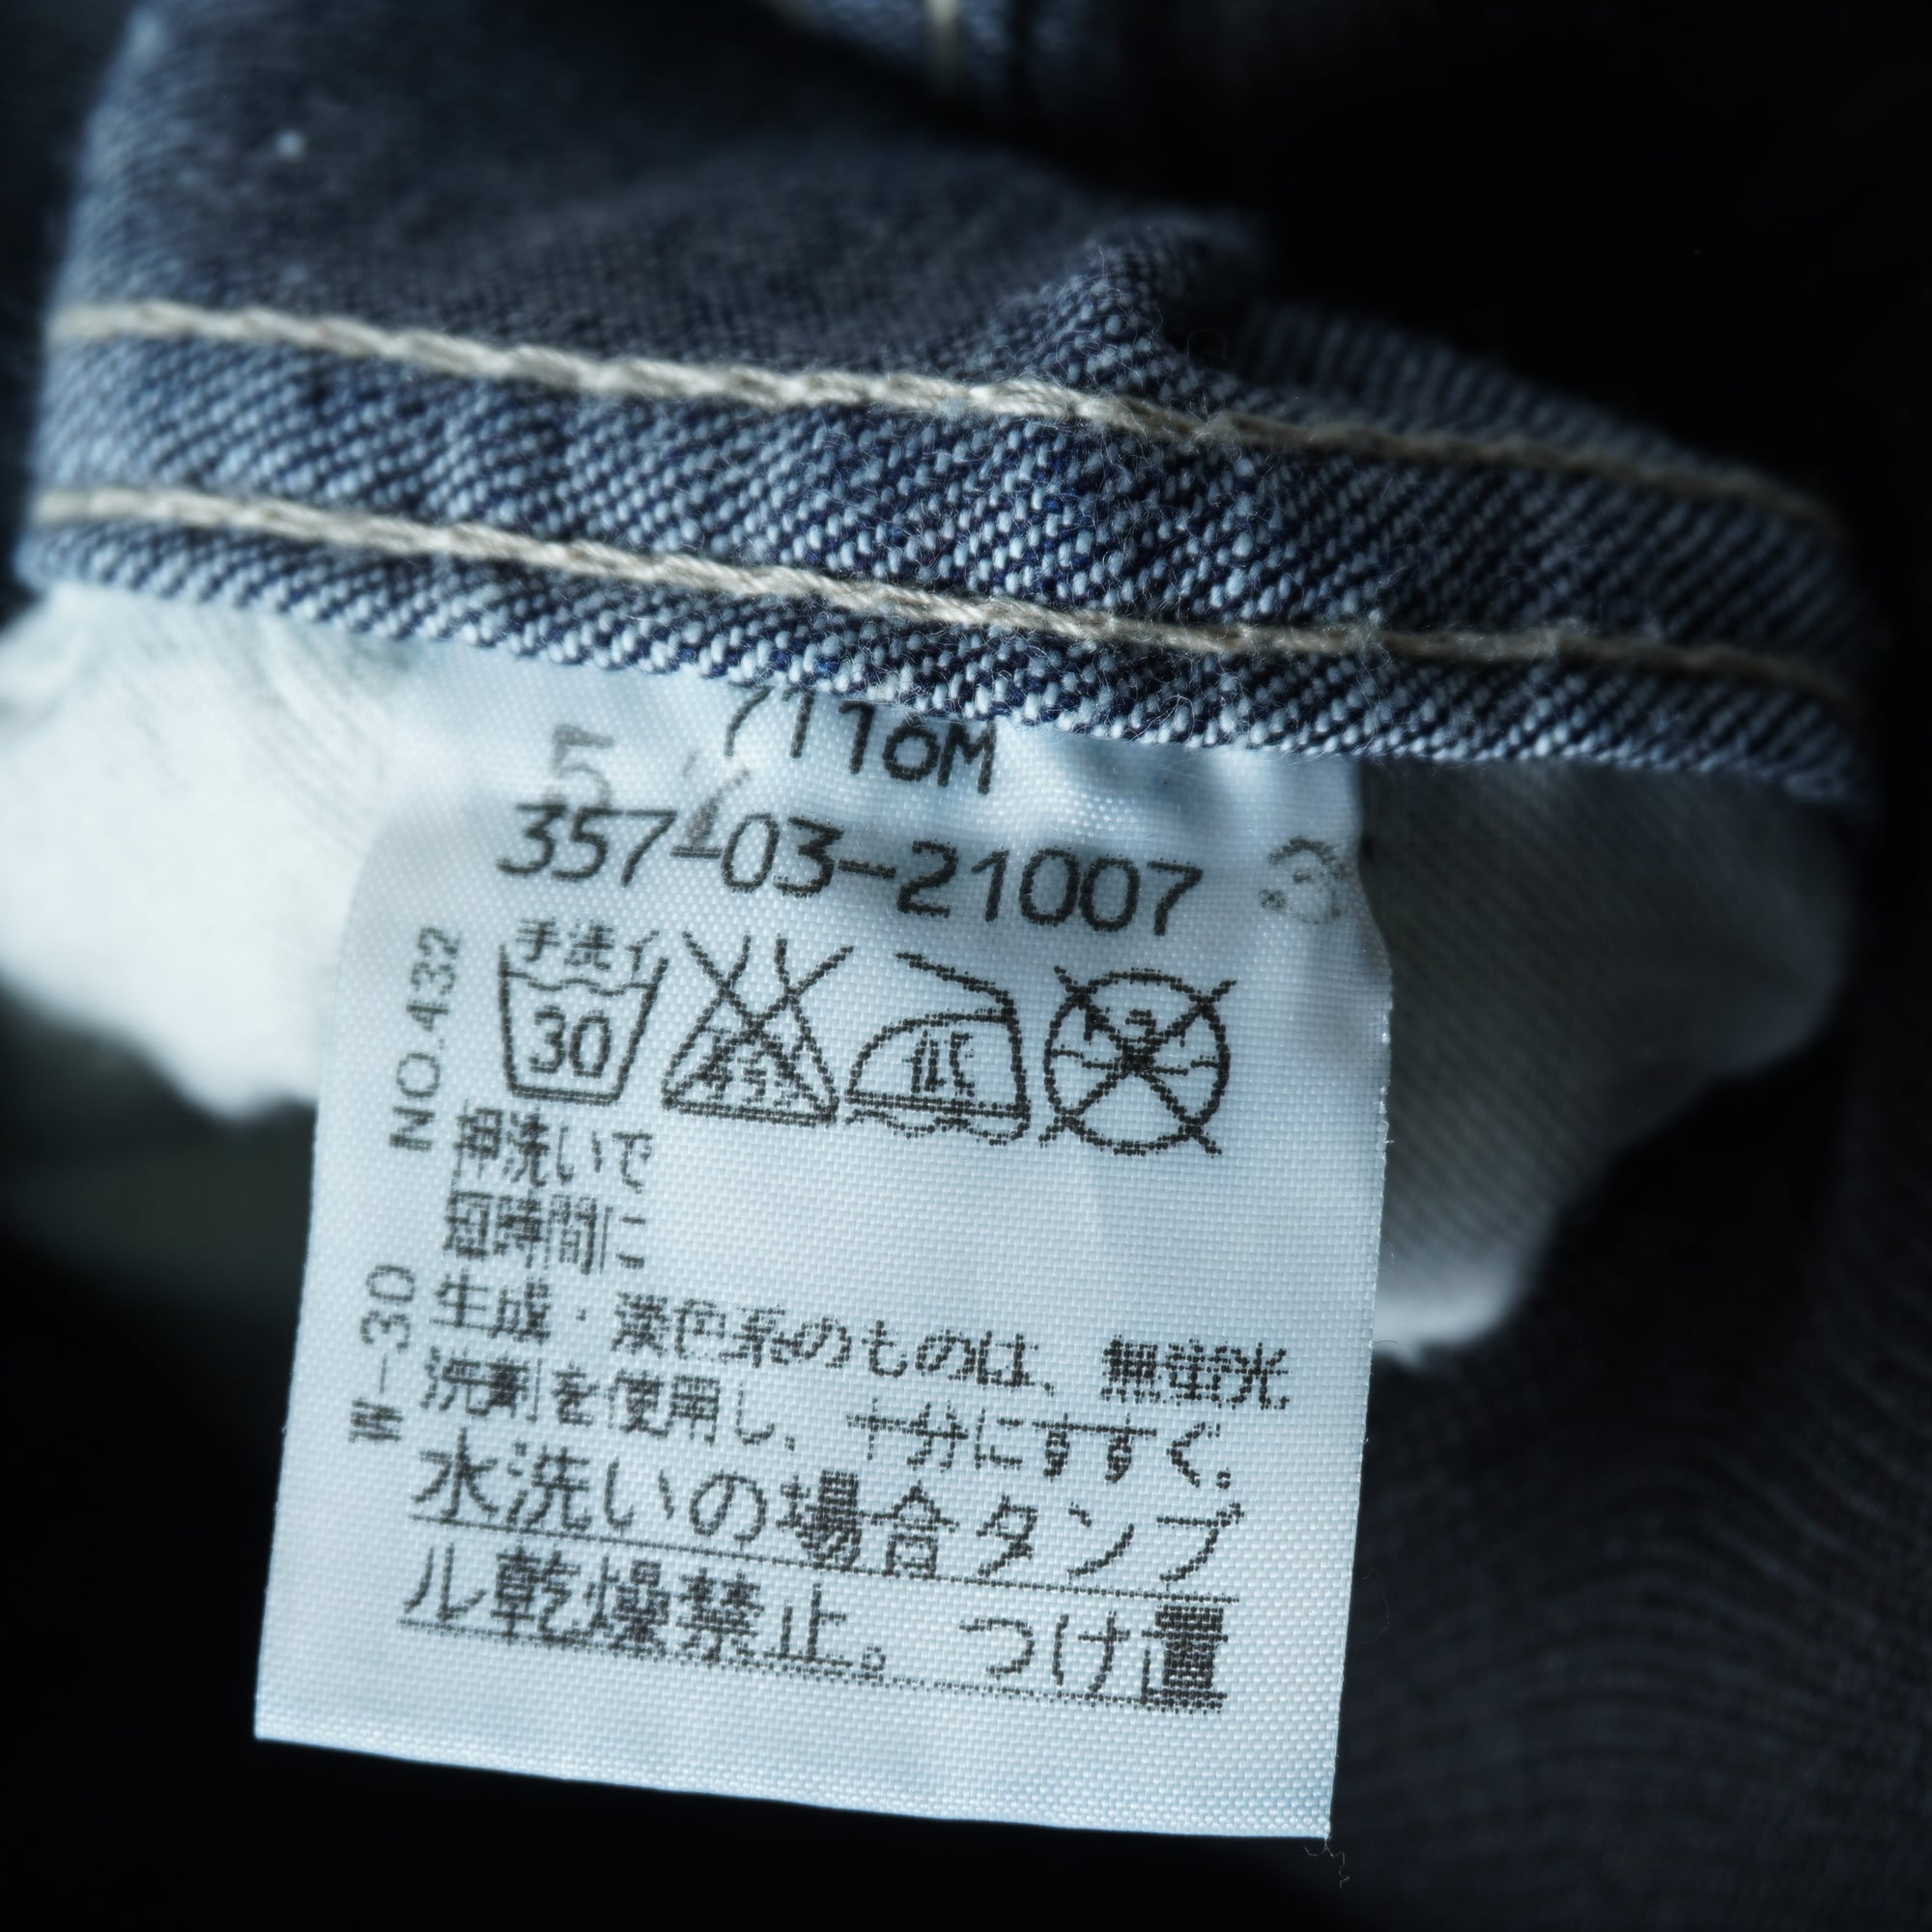 7116M
357-03-21007
手洗イ
30
NO.432
押洗いで
短時間に
W-30
生成・淡色系のものは、無蛍光
洗剤を使用し、十分にすすぐ。
水洗いの場合タンブ
ル乾燥禁止。つけ置